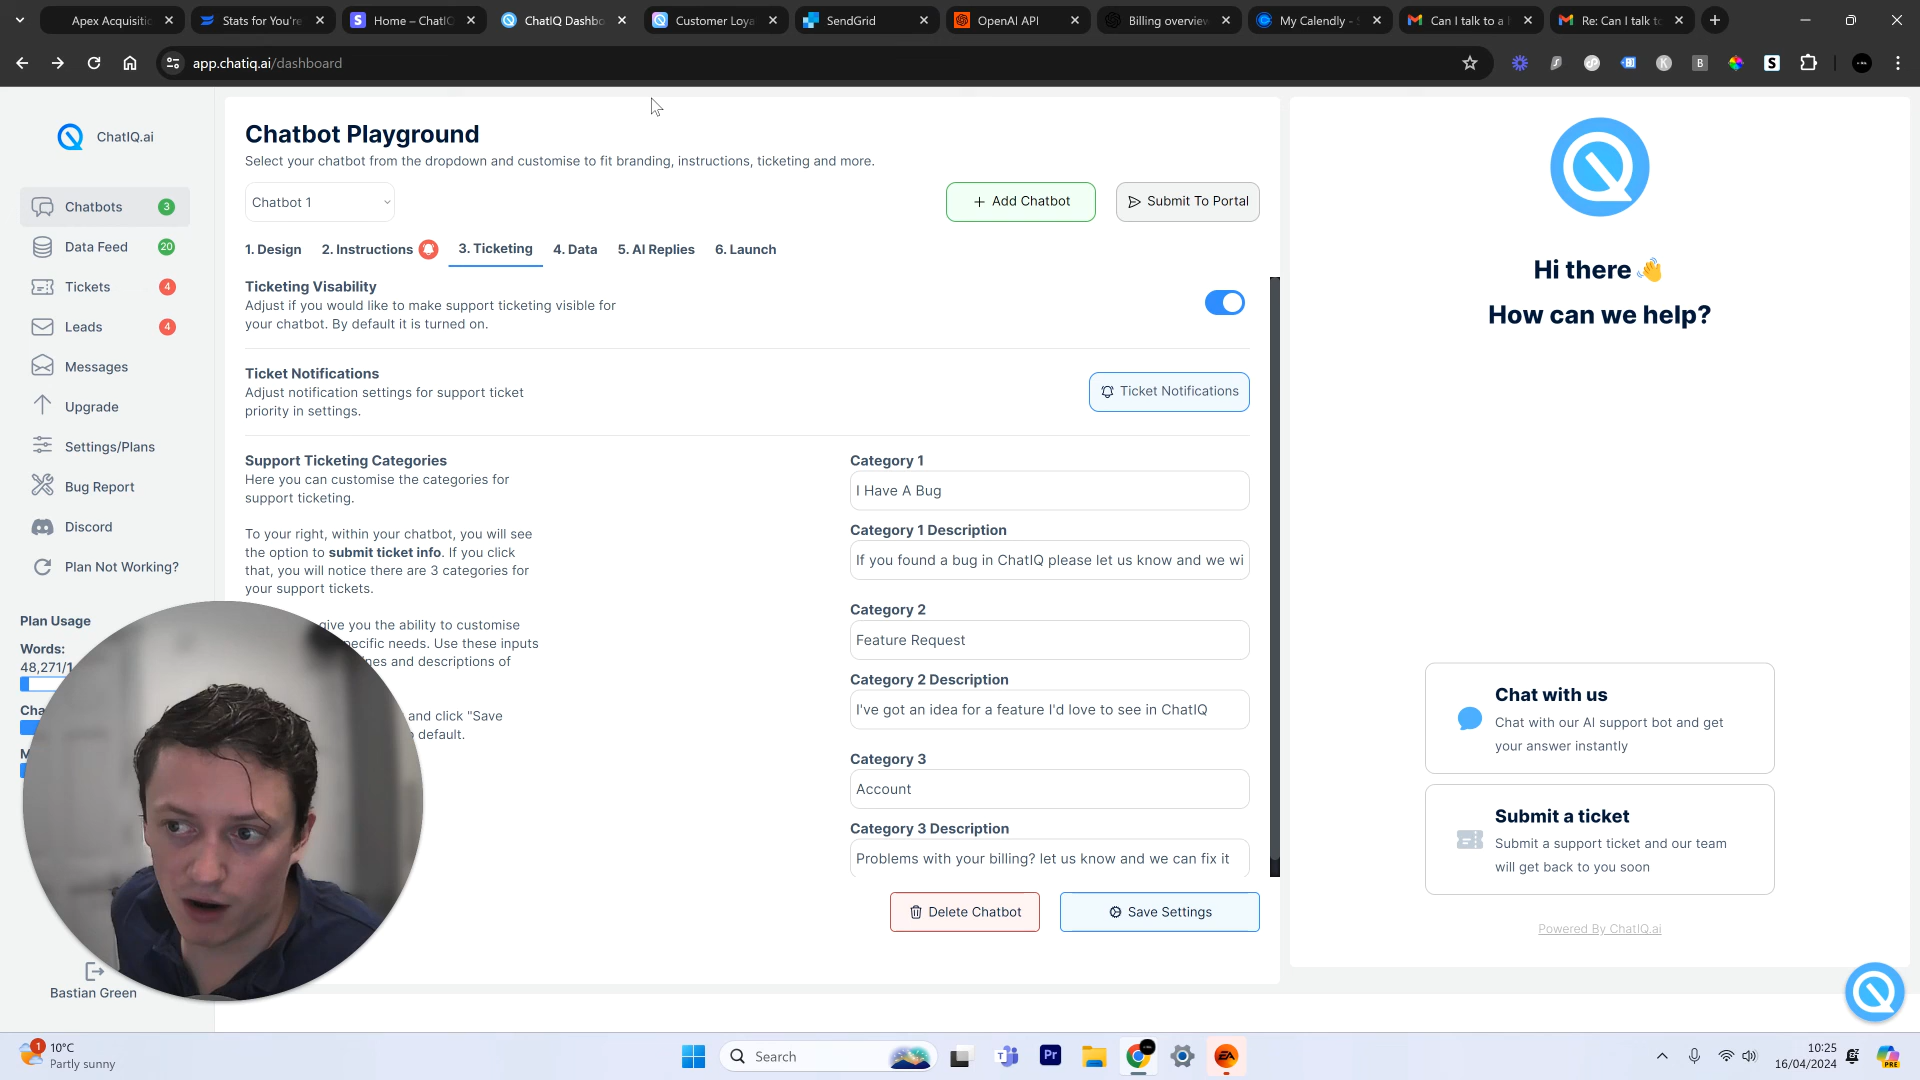 Apex Acquisitio
Stats for You're
Home – ChatIQ
ChatIQ Dashbo
Customer Loya
SendGrid
OpenAI API
Billing overview
My Calendly -
Can I talk to a
Re: Can I talk to
app.chatiq.ai/dashboard
ChatIQ.ai
Chatbots 3
Data Feed 20
Tickets 4
Leads 4
Messages
Upgrade
Settings/Plans
Bug Report
Discord
Plan Not Working?
Plan Usage
Words:
48,271/1
Cha
M
Bastian Green
Chatbot Playground
Select your chatbot from the dropdown and customise to fit branding, instructions, ticketing and more.
Chatbot 1
+ Add Chatbot
Submit To Portal
1. Design 2. Instructions 3. Ticketing 4. Data 5. AI Replies 6. Launch
Ticketing Visability
Adjust if you would like to make support ticketing visible for
your chatbot. By default it is turned on.
Ticket Notifications
Adjust notification settings for support ticket
priority in settings.
Ticket Notifications
Support Ticketing Categories
Here you can customise the categories for
support ticketing.
To your right, within your chatbot, you will see
the option to submit ticket info. If you click
that, you will notice there are 3 categories for
your support tickets.
give you the ability to customise
pecific needs. Use these inputs
nes and descriptions of
and click "Save
default.
Category 1
I Have A Bug
Category 1 Description
If you found a bug in ChatIQ please let us know and we wi
Category 2
Feature Request
Category 2 Description
I've got an idea for a feature I'd love to see in ChatIQ
Category 3
Account
Category 3 Description
Problems with your billing? let us know and we can fix it
Delete Chatbot
Save Settings
Hi there 👋
How can we help?
Chat with us
Chat with our AI support bot and get
your answer instantly
Submit a ticket
Submit a support ticket and our team
will get back to you soon
Powered By ChatIQ.ai
1
10°C
Partly sunny
Search
Pr
EA
10:25
16/04/2024
PRE